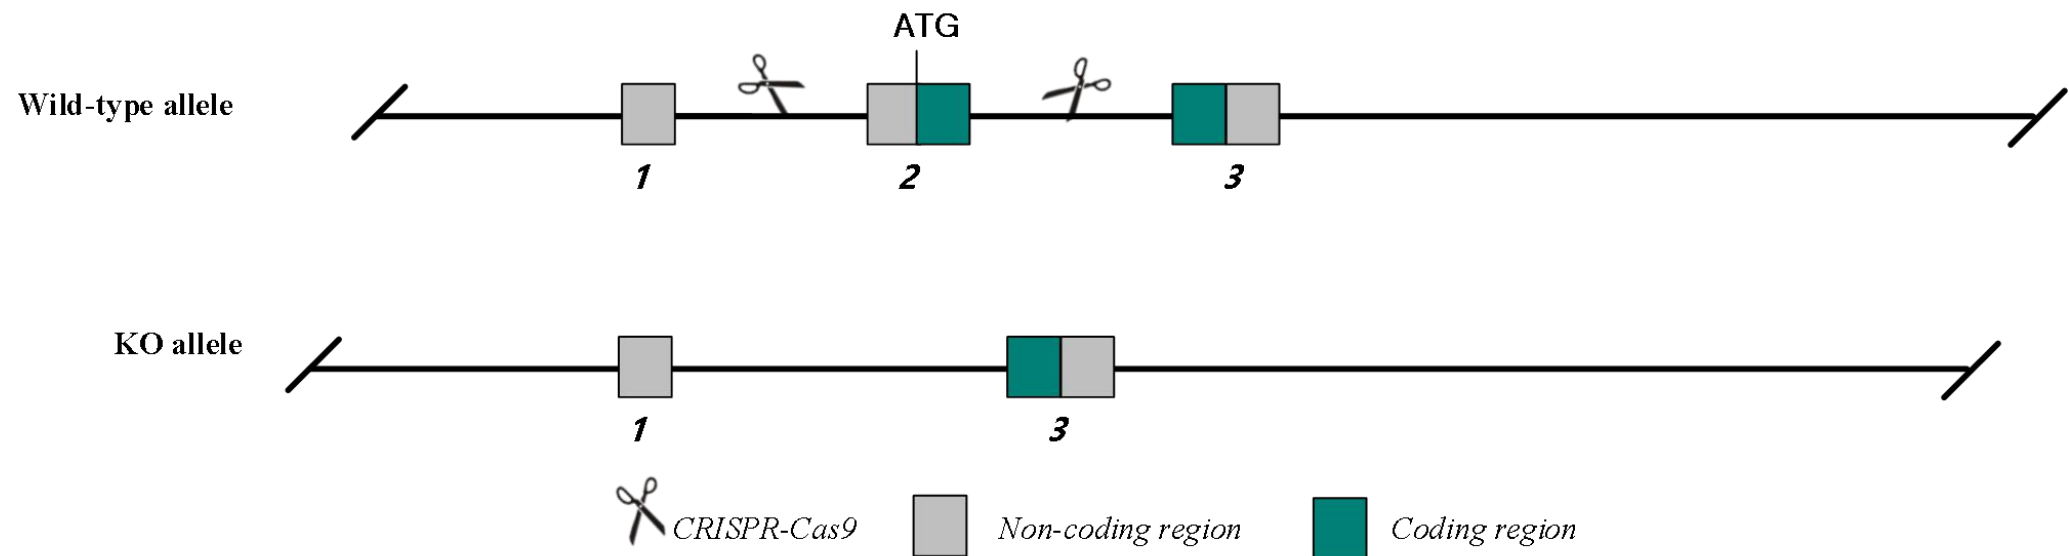 ATG
Wild-type allele
1 2 3
KO allele
1 3
CRISPR-Cas9 Non-coding region Coding region